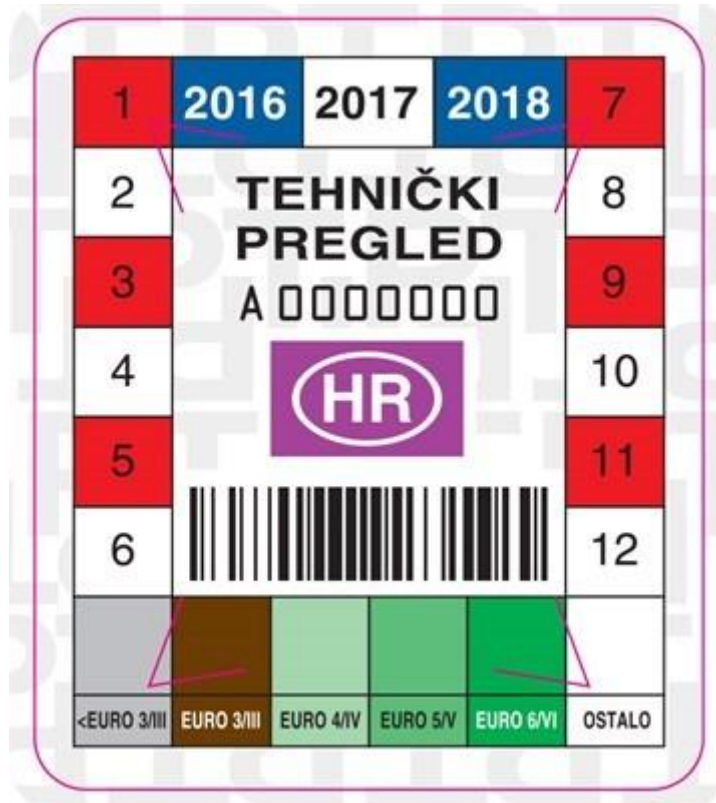 1 2016 2017 2018 7
2 TEHNIČKI 8
PREGLED
3 A 0000000 9
4 HR 10
5 11
6 12
<EURO 3/III EURO 3/III EURO 4/IV EURO 5/V EURO 6/VI OSTALO